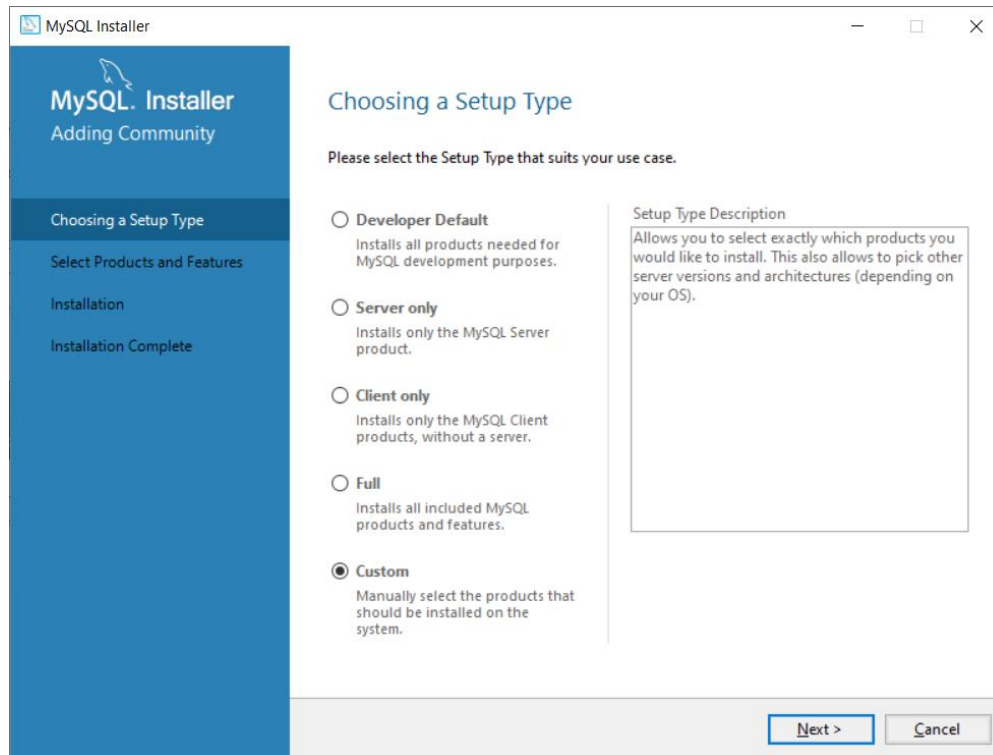 MySQL Installer
MySQL. Installer
Adding Community
Choosing a Setup Type
Select Products and Features
Installation
Installation Complete
Choosing a Setup Type
Please select the Setup Type that suits your use case.
Developer Default
Installs all products needed for
MySQL development purposes.
Server only
Installs only the MySQL Server
product.
Client only
Installs only the MySQL Client
products, without a server.
Full
Installs all included MySQL
products and features.
Custom
Manually select the products that
should be installed on the
system.
Setup Type Description
Allows you to select exactly which products you
would like to install. This also allows to pick other
server versions and architectures (depending on
your OS).
Next >
Cancel